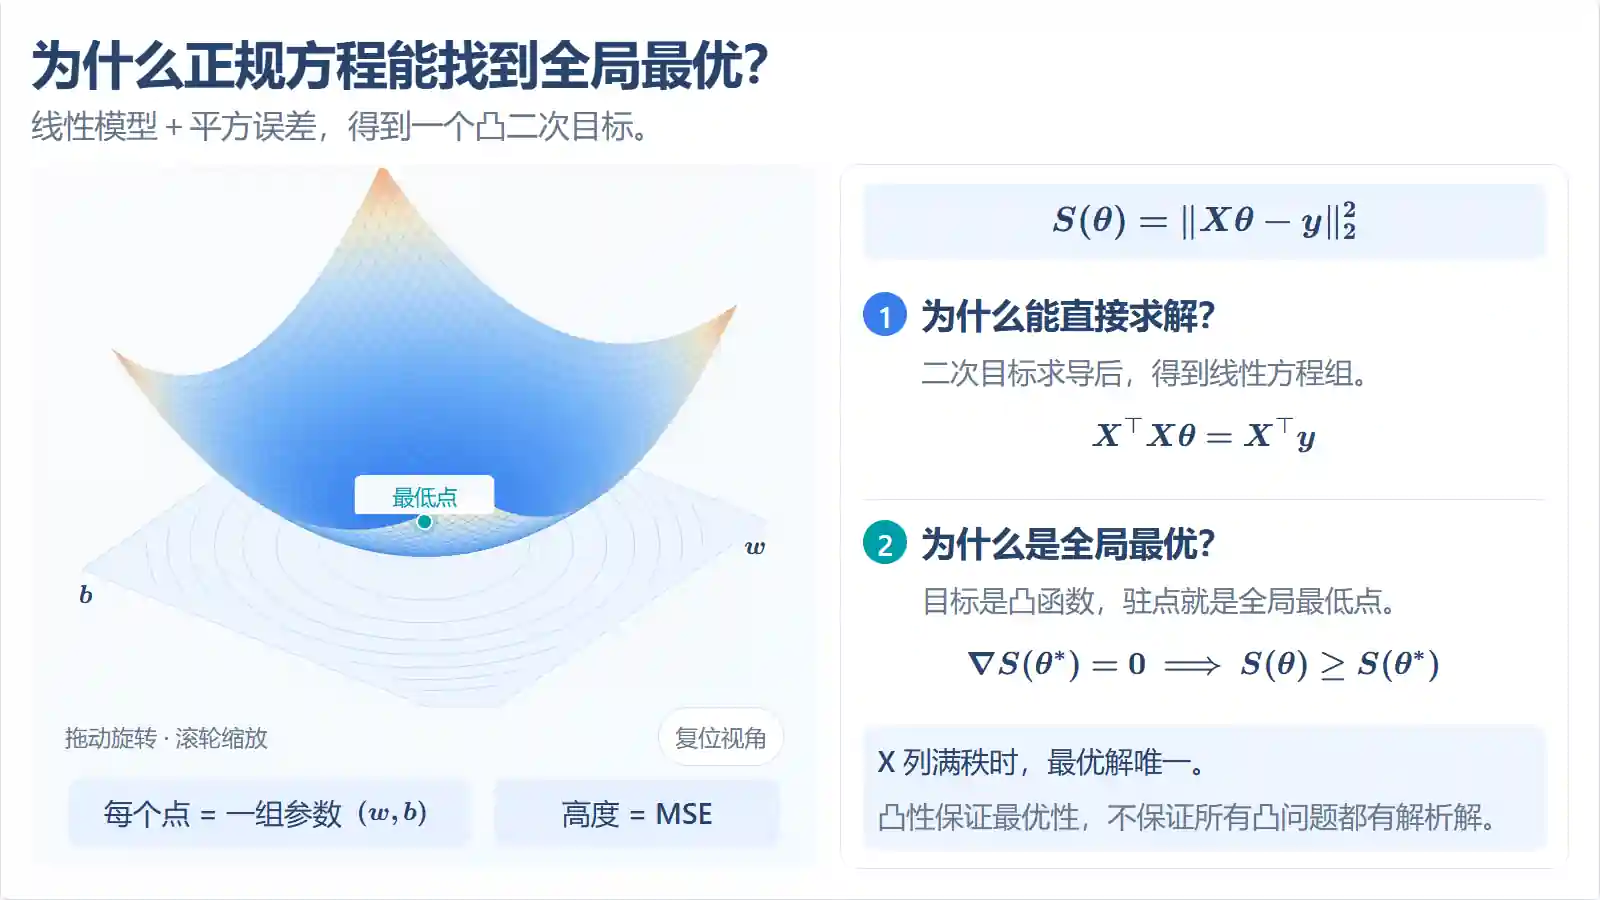 为什么正规方程能找到全局最优？
线性模型 + 平方误差，得到一个凸二次目标。
最低点
w
b
拖动旋转 · 滚轮缩放
复位视角
每个点 = 一组参数 (w, b)
高度 = MSE
S(θ) = ‖Xθ − y‖₂²
1 为什么能直接求解？
二次目标求导后，得到线性方程组。
X⊤Xθ = X⊤y
2 为什么是全局最优？
目标是凸函数，驻点就是全局最低点。
∇S(θ*) = 0 ⟹ S(θ) ≥ S(θ*)
X 列满秩时，最优解唯一。
凸性保证最优性，不保证所有凸问题都有解析解。